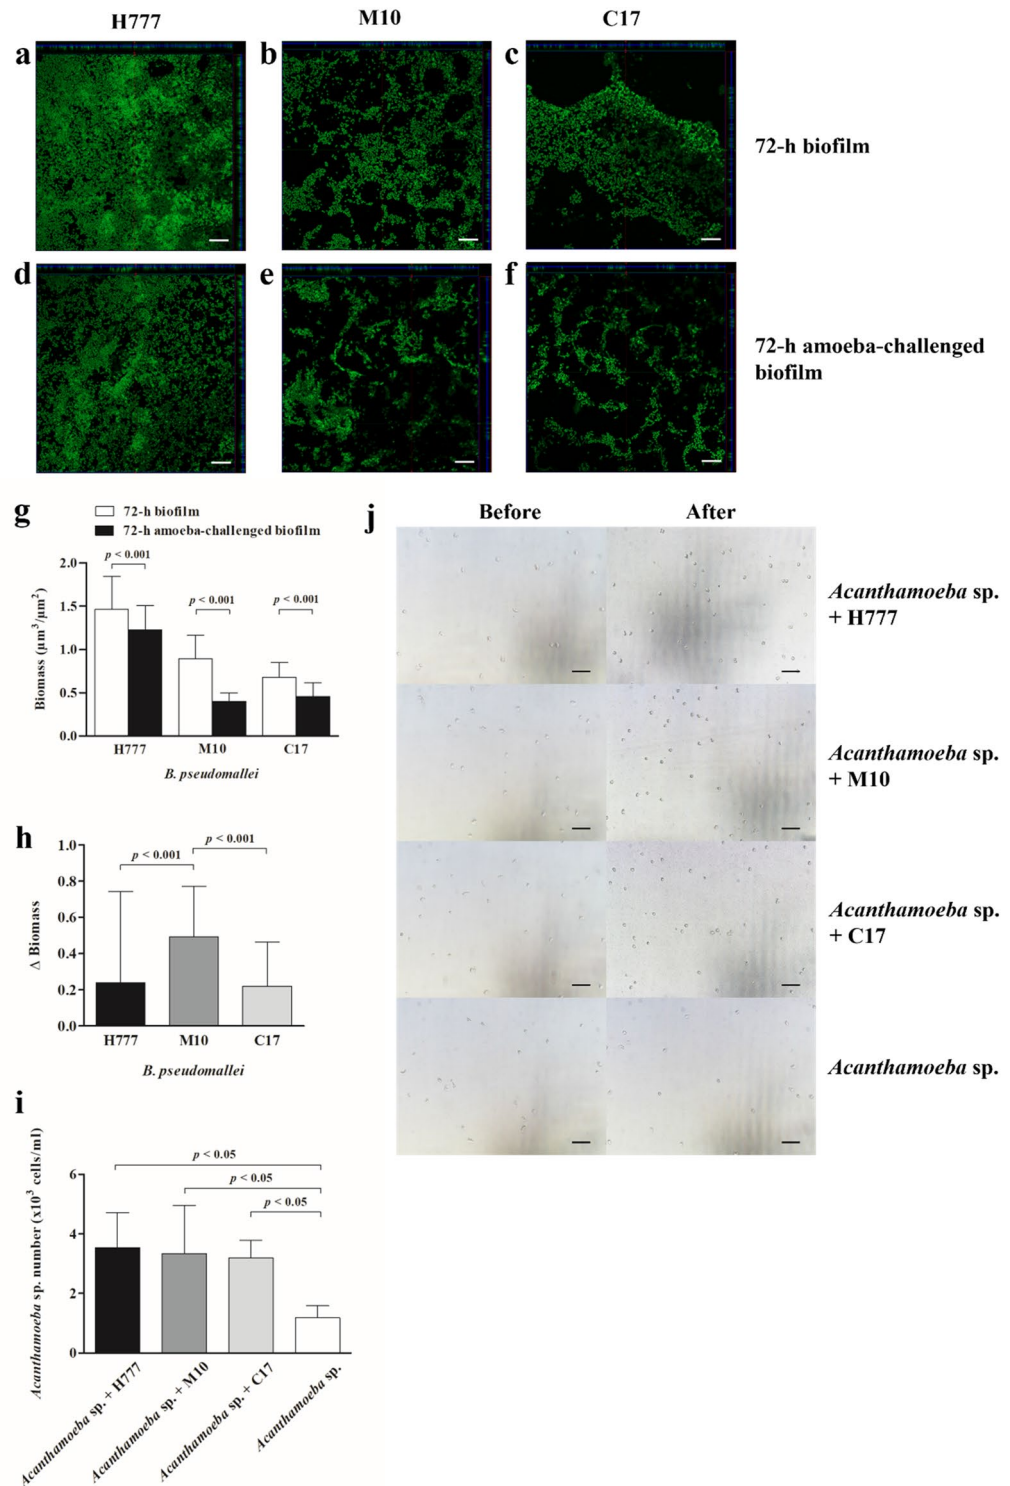 H777 M10 C17
a b c
72-h biofilm
d e f
72-h amoeba-challenged
biofilm
g
72-h biofilm
72-h amoeba-challenged biofilm
p < 0.001
p < 0.001 p < 0.001
Biomass (μm³/μm²)
2.0
1.5
1.0
0.5
0.0
H777 M10 C17
B. pseudomallei
h
p < 0.001
p < 0.001
Δ Biomass
1.0
0.8
0.6
0.4
0.2
0.0
H777 M10 C17
B. pseudomallei
i
p < 0.05
p < 0.05
p < 0.05
Acanthamoeba sp. number (x10³ cells/ml)
6
4
2
0
Acanthamoeba sp. + H777
Acanthamoeba sp. + M10
Acanthamoeba sp. + C17
Acanthamoeba sp.
j
Before After
Acanthamoeba sp.
+ H777
Acanthamoeba sp.
+ M10
Acanthamoeba sp.
+ C17
Acanthamoeba sp.